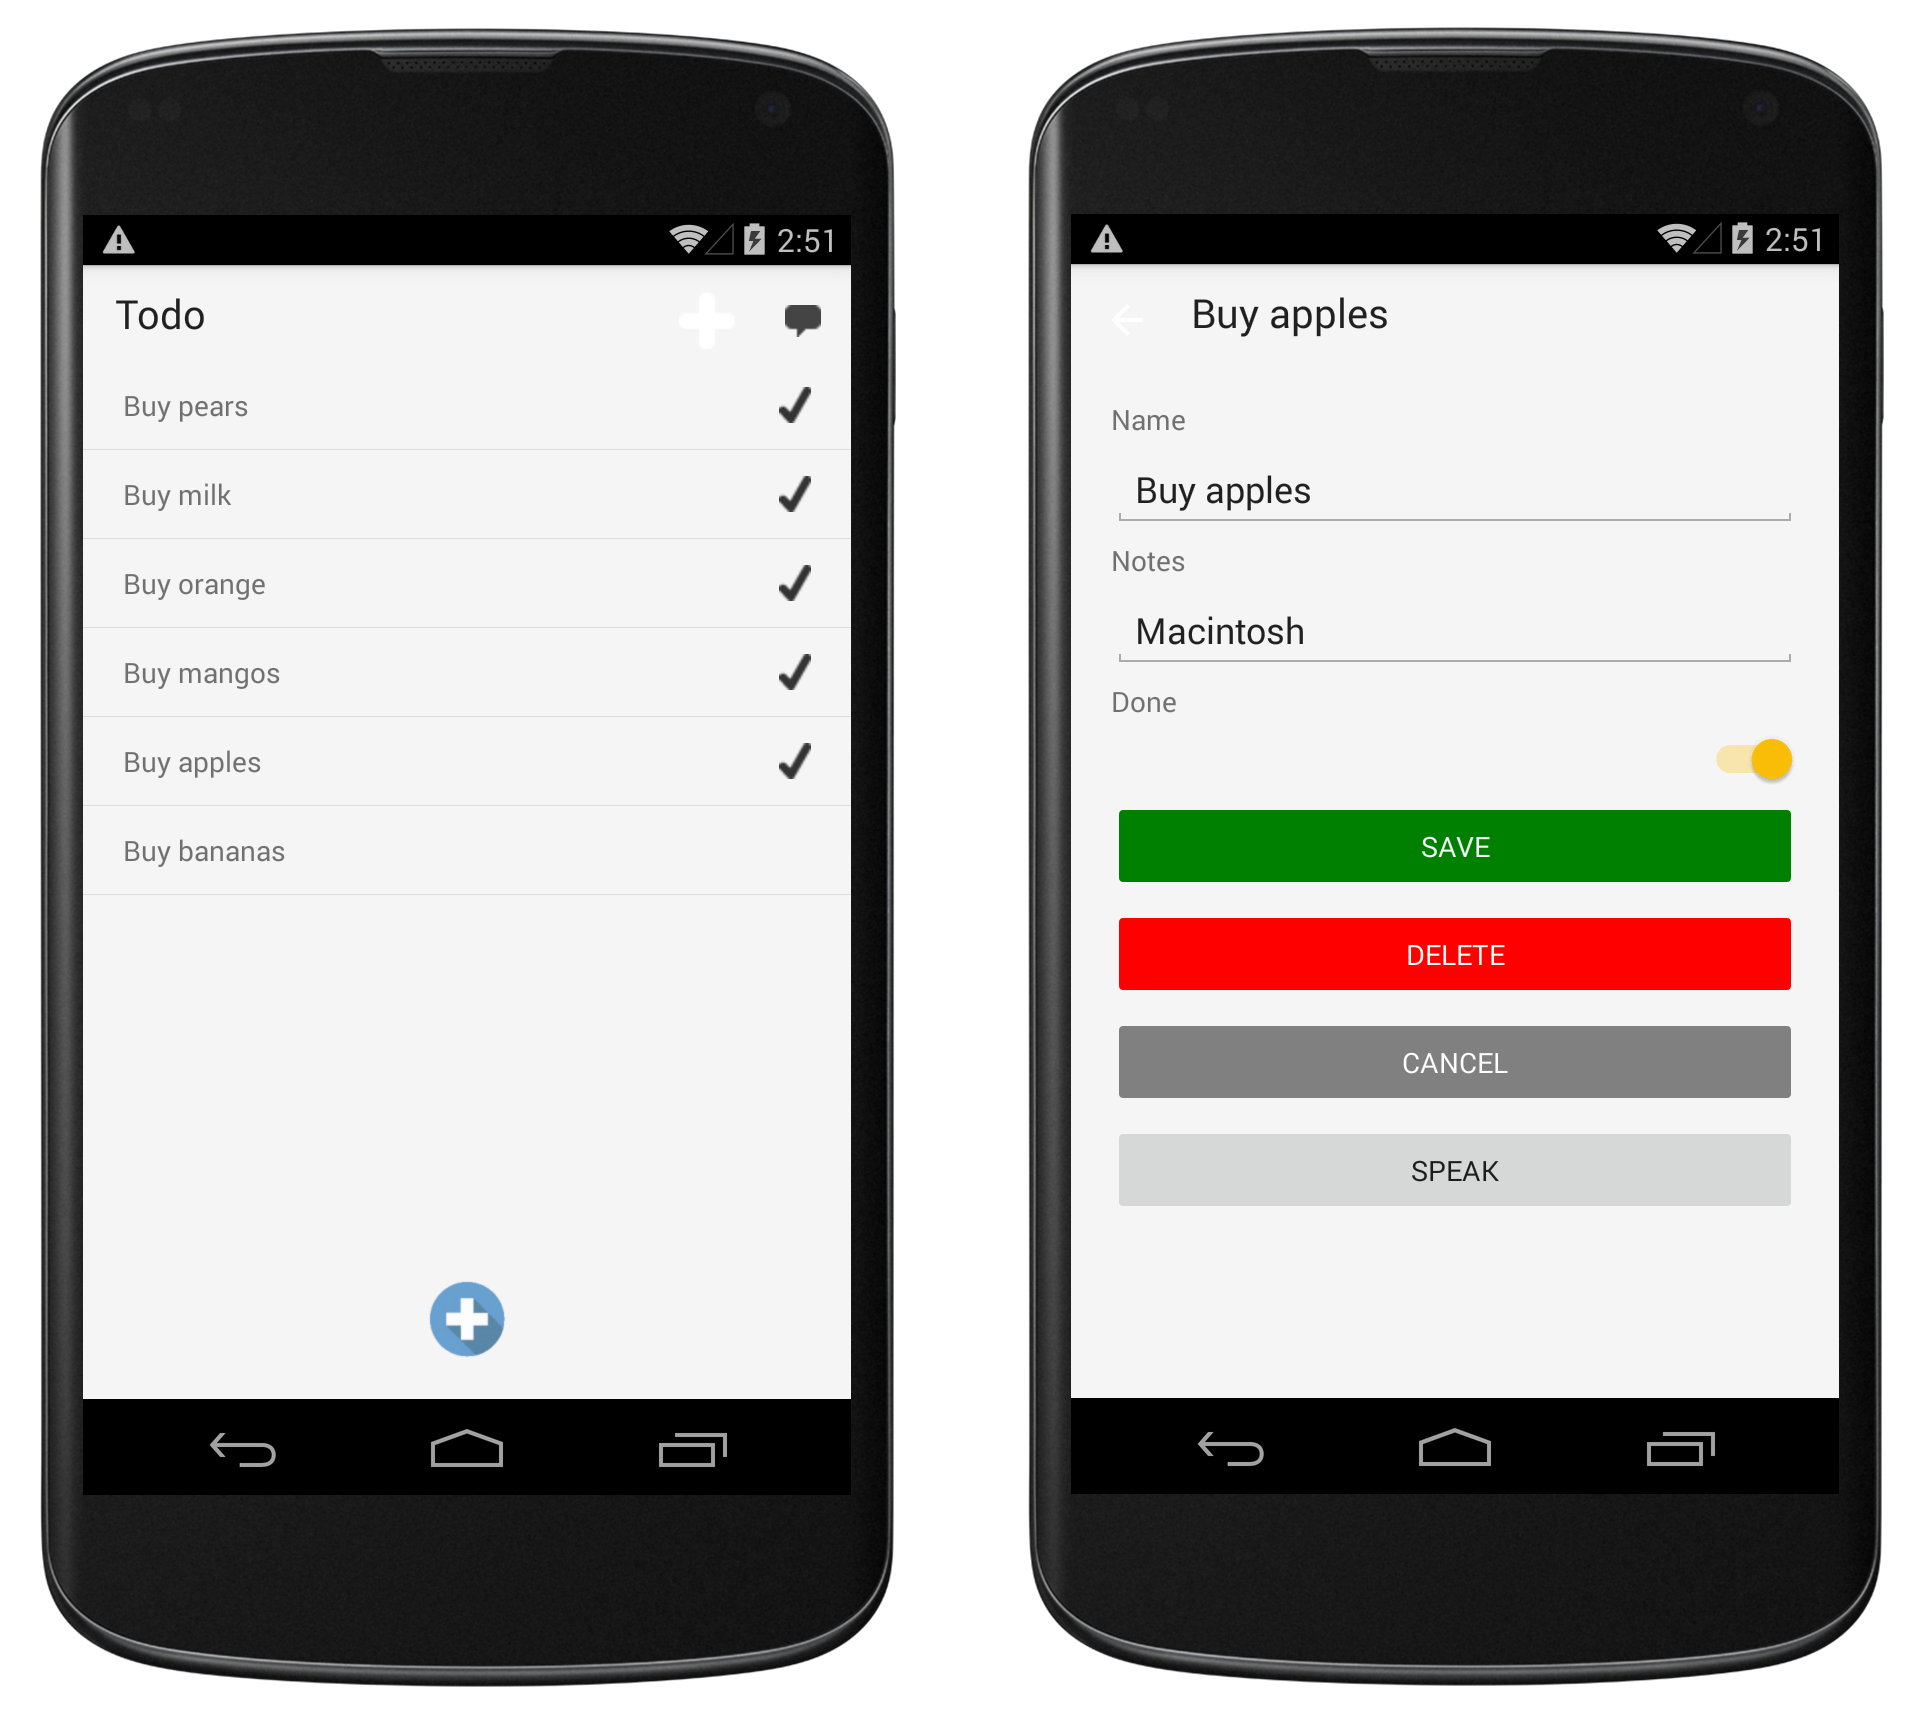 2:51
Todo
Buy pears
Buy milk
Buy orange
Buy mangos
Buy apples
Buy bananas
2:51
Buy apples
Name
Buy apples
Notes
Macintosh
Done
SAVE
DELETE
CANCEL
SPEAK